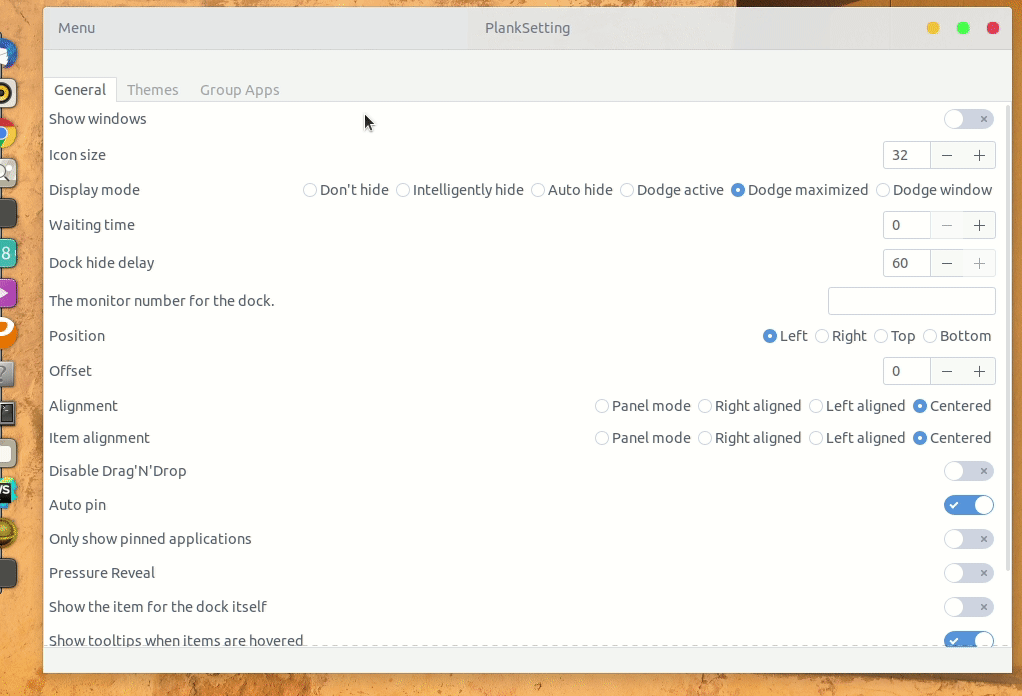 Menu PlankSetting
General Themes Group Apps
Show windows
Icon size 32
Display mode Don't hide Intelligently hide Auto hide Dodge active Dodge maximized Dodge window
Waiting time 0
Dock hide delay 60
The monitor number for the dock.
Position Left Right Top Bottom
Offset 0
Alignment Panel mode Right aligned Left aligned Centered
Item alignment Panel mode Right aligned Left aligned Centered
Disable Drag'N'Drop
Auto pin
Only show pinned applications
Pressure Reveal
Show the item for the dock itself
Show tooltips when items are hovered
8
?